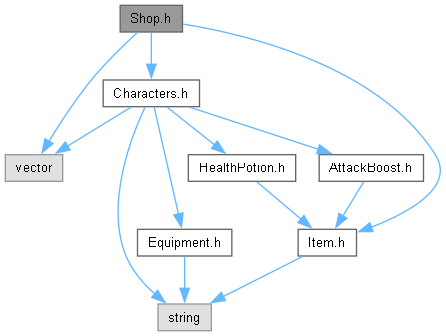 Shop.h
Characters.h
vector
HealthPotion.h
AttackBoost.h
Equipment.h
Item.h
string